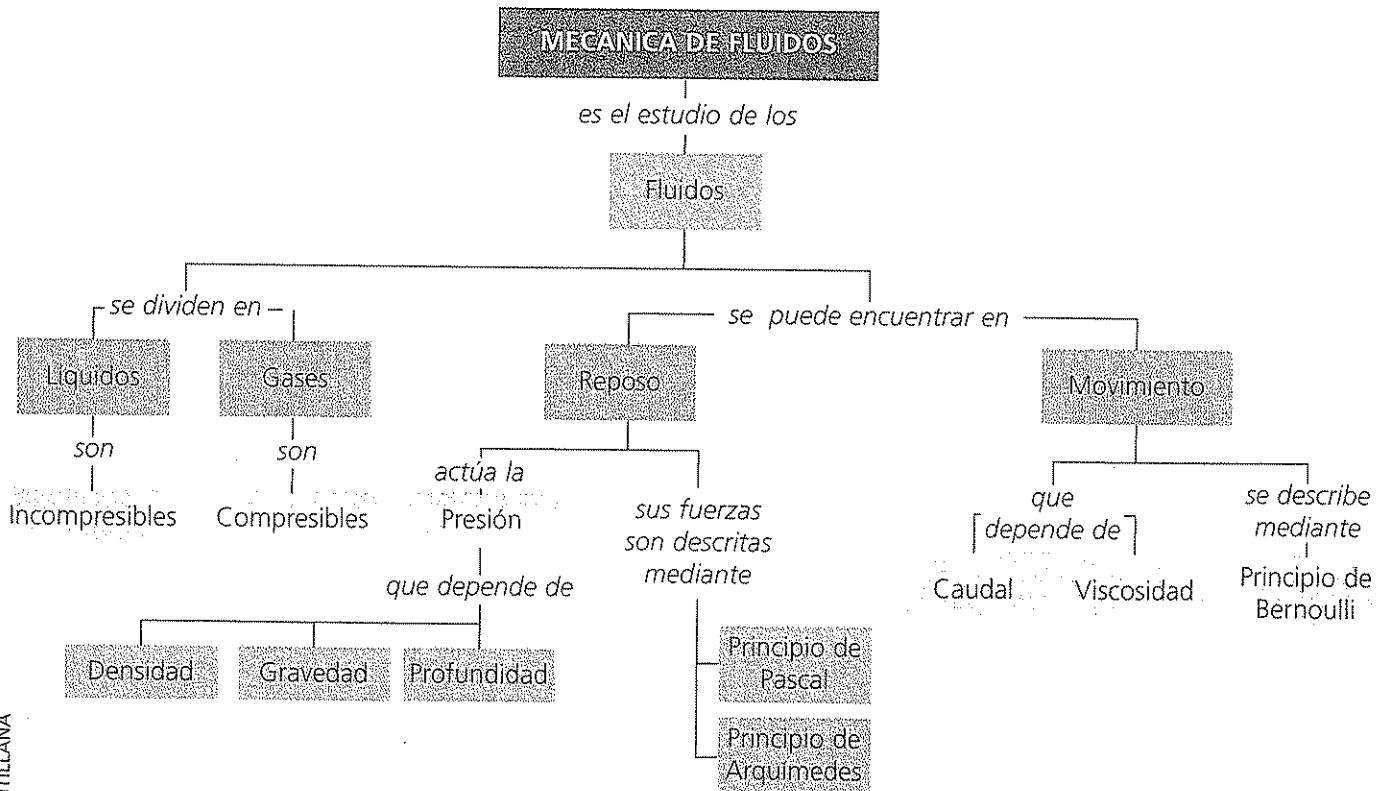 MECÁNICA DE FLUIDOS
es el estudio de los
Fluidos
se dividen en
Líquidos
son
Incompresibles
Gases
son
Compresibles
se puede encuentrar en
Reposo
actúa la
Presión
que depende de
Densidad
Gravedad
Profundidad
sus fuerzas
son descritas
mediante
Principio de
Pascal
Principio de
Arquímedes
Movimiento
que
depende de
Caudal
Viscosidad
se describe
mediante
Principio de
Bernoulli